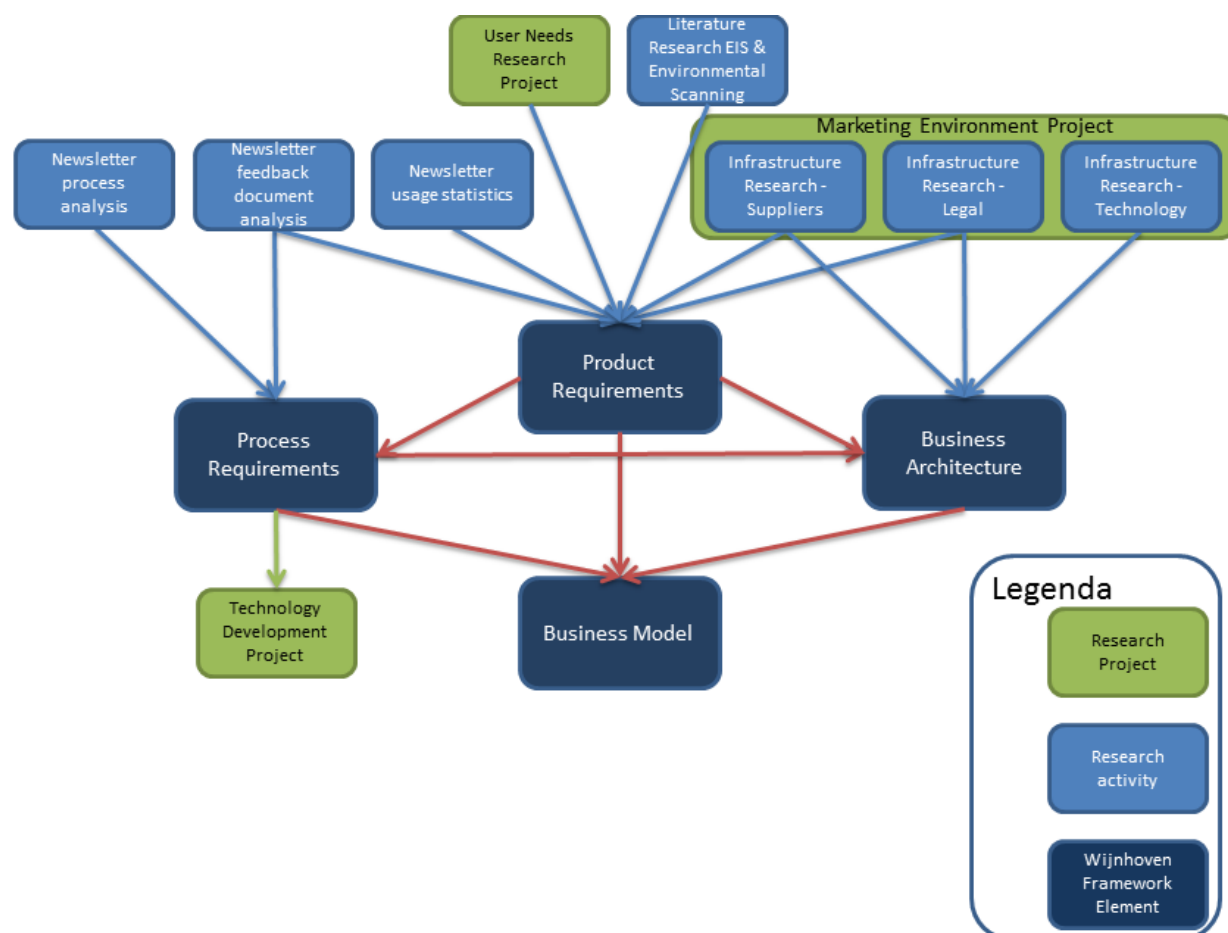 User Needs
Research
Project
Literature
Research EIS &
Environmental
Scanning
Marketing Environment Project
Newsletter
process
analysis
Newsletter
feedback
document
analysis
Newsletter
usage statistics
Infrastructure
Research -
Suppliers
Infrastructure
Research -
Legal
Infrastructure
Research -
Technology
Product
Requirements
Process
Requirements
Business
Architecture
Technology
Development
Project
Business Model
Legenda
Research
Project
Research
activity
Wijnhoven
Framework
Element